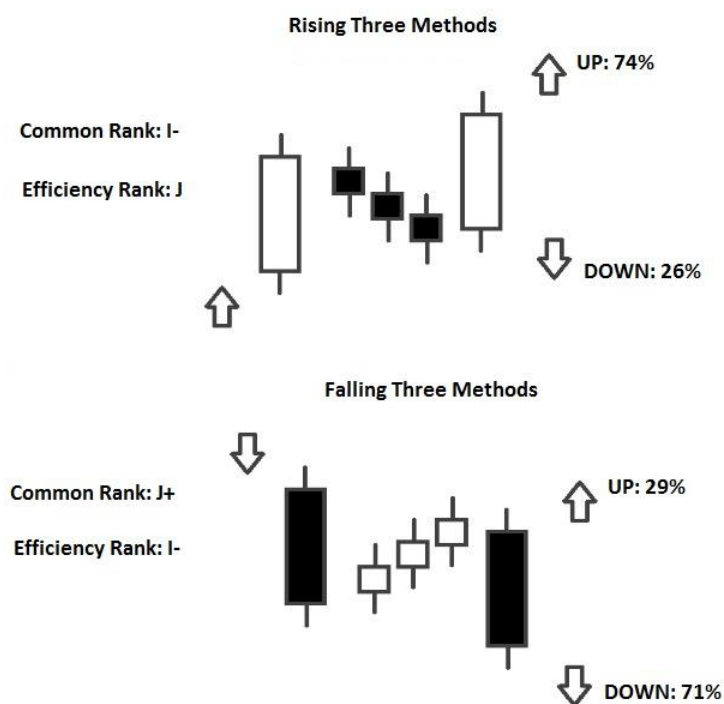 Rising Three Methods
UP: 74%
Common Rank: I-
Efficiency Rank: J
DOWN: 26%
Falling Three Methods
Common Rank: J+
UP: 29%
Efficiency Rank: I-
DOWN: 71%